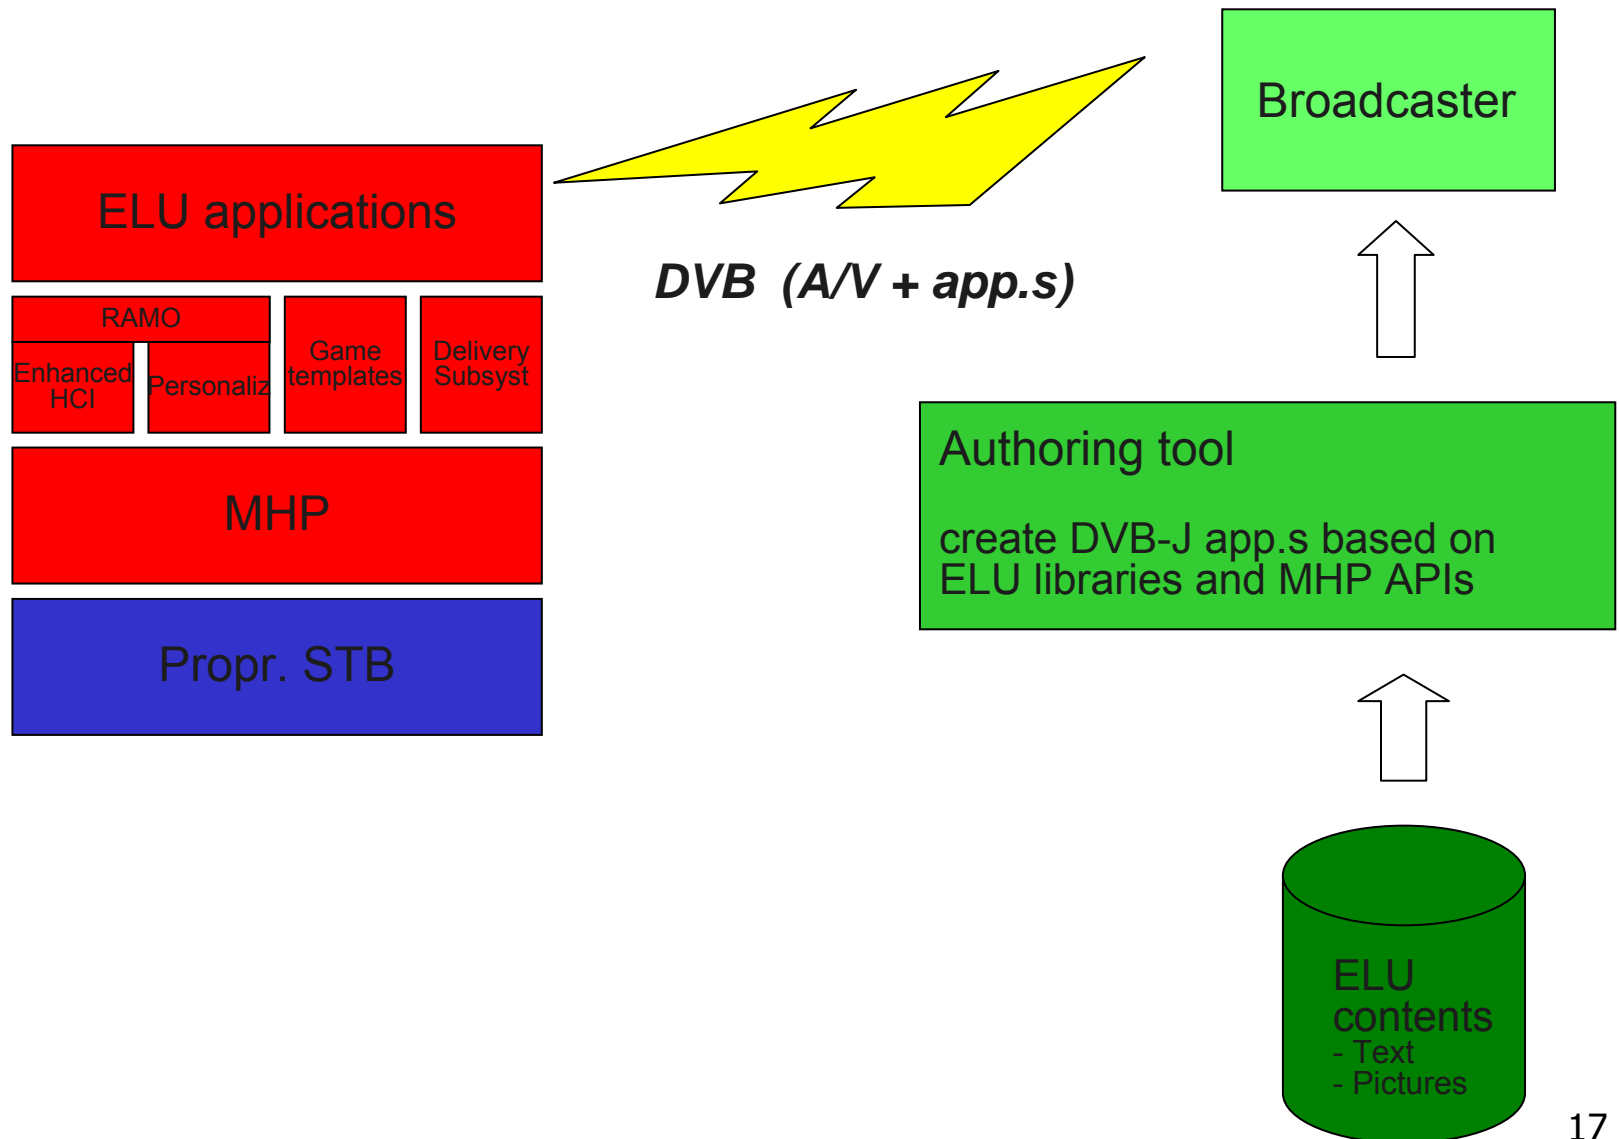 Broadcaster
ELU applications
DVB (A/V + app.s)
RAMO
Enhanced
HCI
Personaliz
Game
templates
Delivery
Subsyst
MHP
Propr. STB
Authoring tool
create DVB-J app.s based on
ELU libraries and MHP APIs
ELU
contents
- Text
- Pictures
17